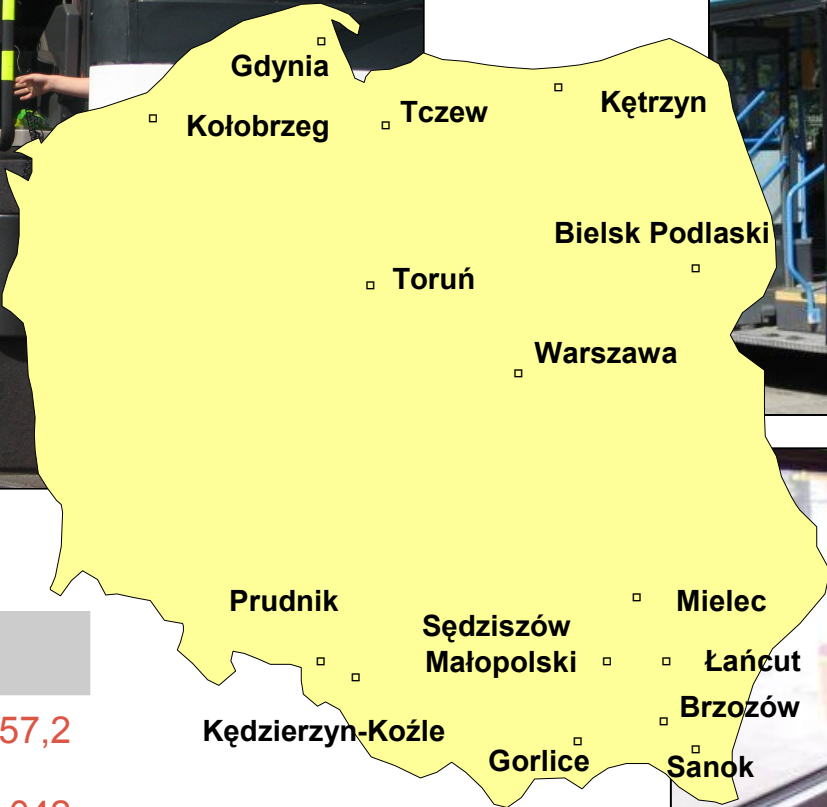 Gdynia
Kołobrzeg
Tczew
Kętrzyn
Bielsk Podlaski
Toruń
Warszawa
Prudnik
Mielec
Sędziszów
Małopolski
Łańcut
Brzozów
57,2
Kędzierzyn-Koźle
Gorlice
Sanok